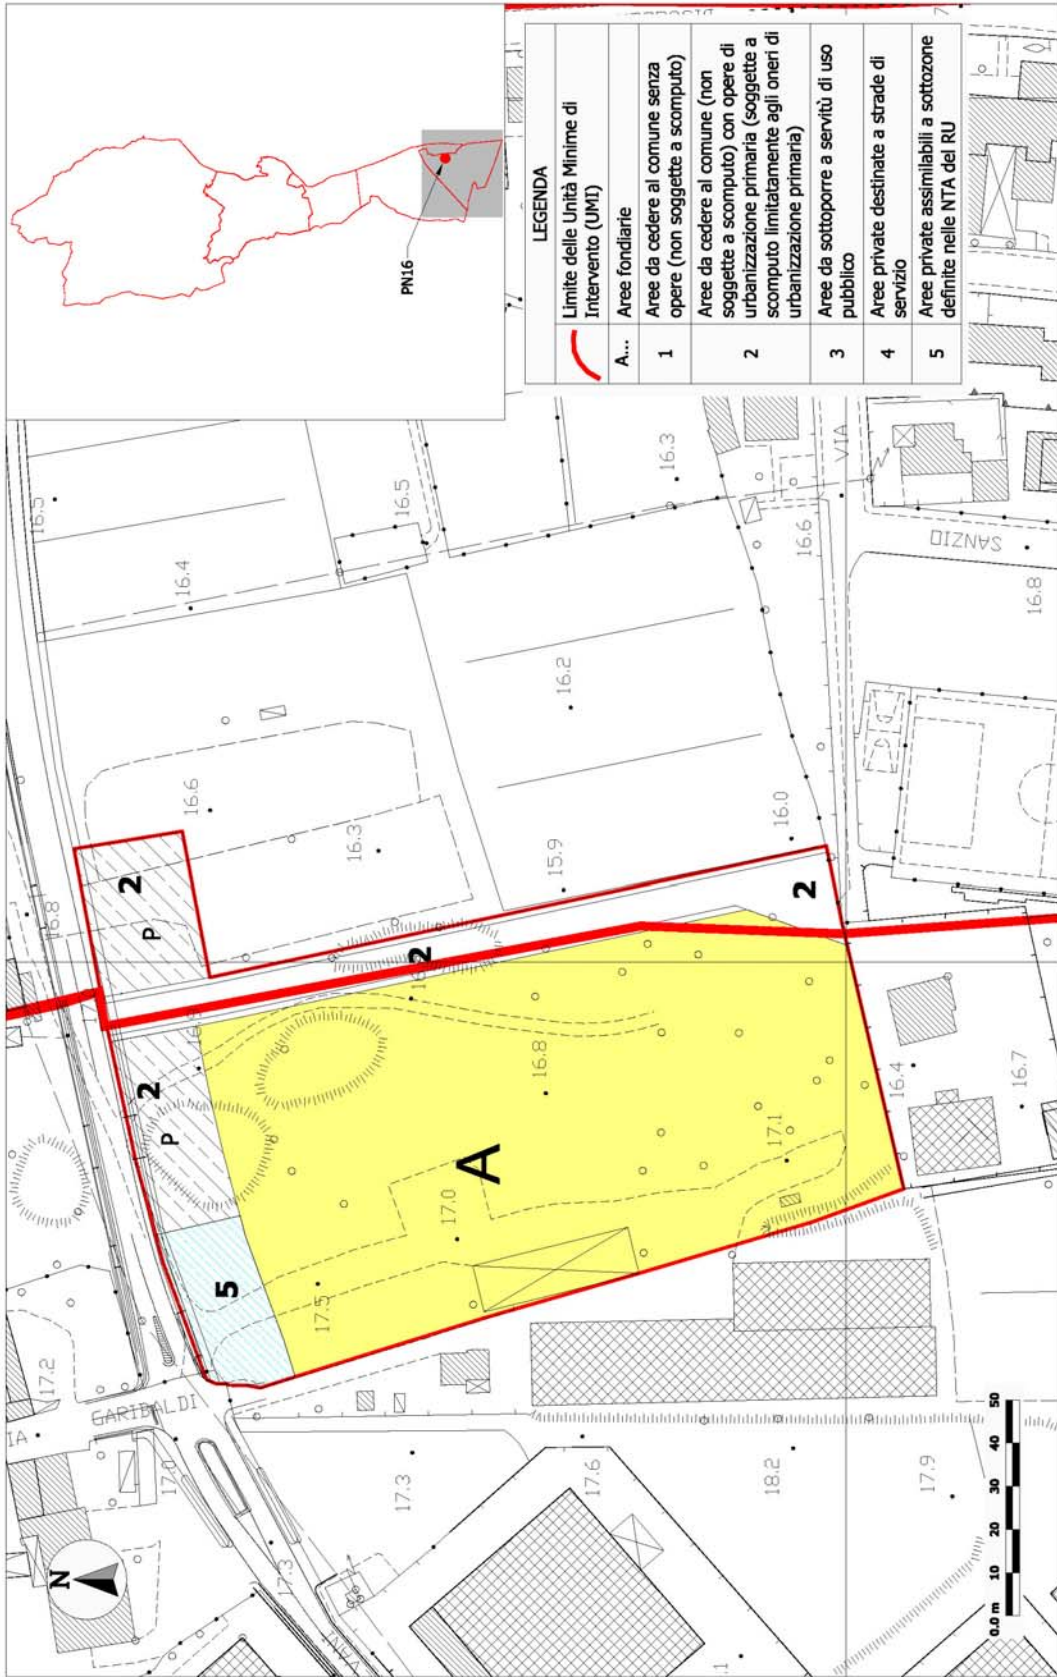 PN16
LEGENDA
Limite delle Unità Minime di
Intervento (UMI)
A... Aree fondiarie
1 Aree da cedere al comune senza
opere (non soggette a scomputo)
2 Aree da cedere al comune (non
soggette a scomputo) con opere di
urbanizzazione primaria (soggette a
scomputo limitatamente agli oneri di
urbanizzazione primaria)
3 Aree da sottoporre a servitù di uso
pubblico
4 Aree private destinate a strade di
servizio
5 Aree private assimilabili a sottozone
definite nelle NTA del RU
N
GARIBALDI
17.2
17.0
17.3
17.3
17.6
18.2
17.9
5
P
2
P
2
2
2
A
17.5
17.0
16.8
17.1
16.8
16.6
16.3
15.9
16.0
16.4
16.7
16.5
16.4
16.5
16.2
16.3
16.6
16.8
VIA
SANZIO
0.0 m 10 20 30 40 50